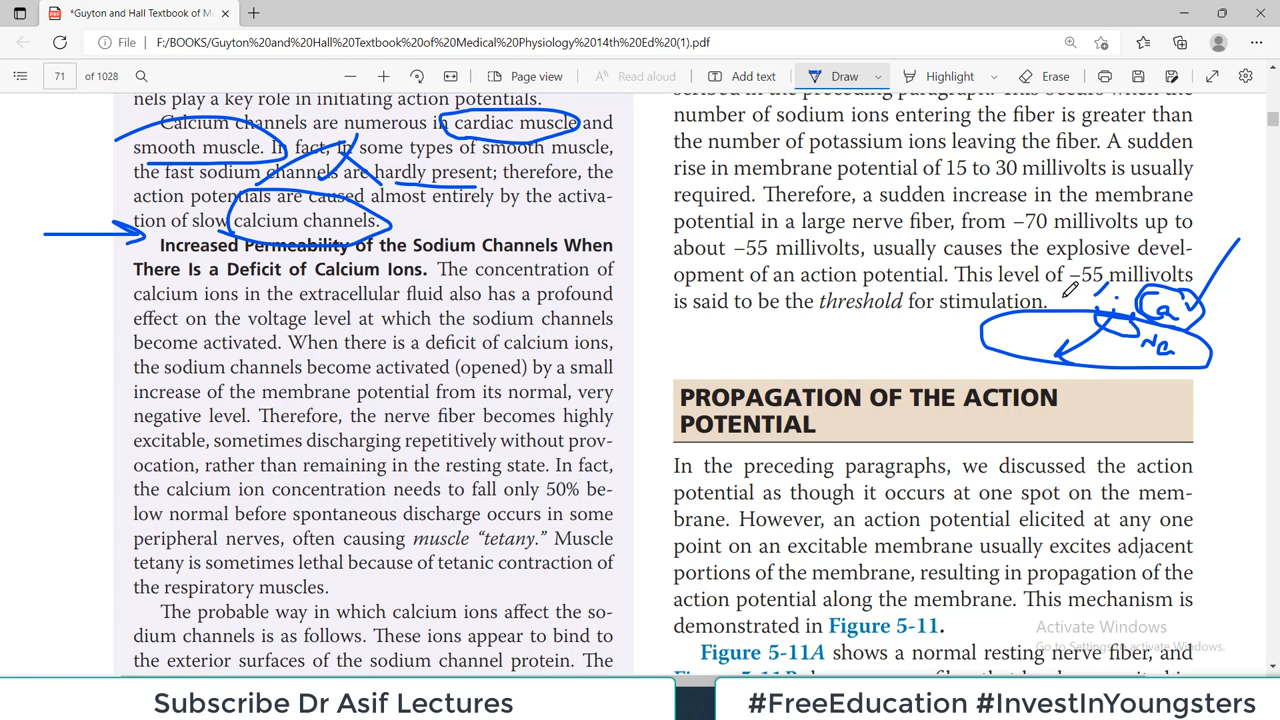 *Guyton and Hall Textbook of M
File
F:/BOOKS/Guyton%20and%20Hall%20Textbook%20of%20Medical%20Physiology%2014th%20Ed%20(1).pdf
71 of 1028
Page view
Read aloud
Add text
Draw
Highlight
Erase
nels play a key role in initiating action potentials.
Calcium channels are numerous in cardiac muscle and
smooth muscle. In fact, in some types of smooth muscle,
the fast sodium channels are hardly present; therefore, the
action potentials are caused almost entirely by the activa-
tion of slow calcium channels.
Increased Permeability of the Sodium Channels When
There Is a Deficit of Calcium Ions. The concentration of
calcium ions in the extracellular fluid also has a profound
effect on the voltage level at which the sodium channels
become activated. When there is a deficit of calcium ions,
the sodium channels become activated (opened) by a small
increase of the membrane potential from its normal, very
negative level. Therefore, the nerve fiber becomes highly
excitable, sometimes discharging repetitively without prov-
ocation, rather than remaining in the resting state. In fact,
the calcium ion concentration needs to fall only 50% be-
low normal before spontaneous discharge occurs in some
peripheral nerves, often causing muscle “tetany.” Muscle
tetany is sometimes lethal because of tetanic contraction of
the respiratory muscles.
The probable way in which calcium ions affect the so-
dium channels is as follows. These ions appear to bind to
the exterior surfaces of the sodium channel protein. The
number of sodium ions entering the fiber is greater than
the number of potassium ions leaving the fiber. A sudden
rise in membrane potential of 15 to 30 millivolts is usually
required. Therefore, a sudden increase in the membrane
potential in a large nerve fiber, from −70 millivolts up to
about −55 millivolts, usually causes the explosive devel-
opment of an action potential. This level of −55 millivolts
is said to be the threshold for stimulation.
Ca
Na
PROPAGATION OF THE ACTION
POTENTIAL
In the preceding paragraphs, we discussed the action
potential as though it occurs at one spot on the mem-
brane. However, an action potential elicited at any one
point on an excitable membrane usually excites adjacent
portions of the membrane, resulting in propagation of the
action potential along the membrane. This mechanism is
demonstrated in Figure 5-11.
Figure 5-11A shows a normal resting nerve fiber, and
Activate Windows
Go to Settings to activate Windows.
Subscribe Dr Asif Lectures
#FreeEducation #InvestInYoungsters